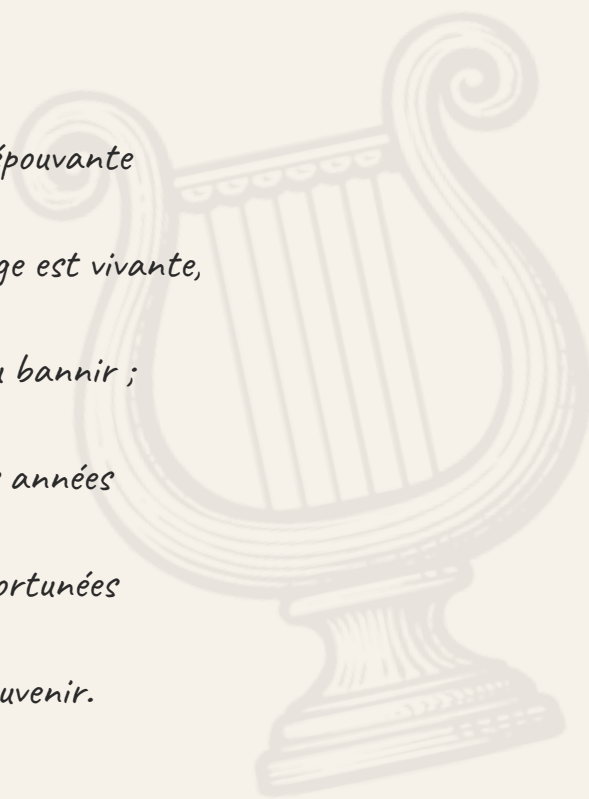 épouvante
ge est vivante,
u bannir ;
s années
ortunées
uvenir.